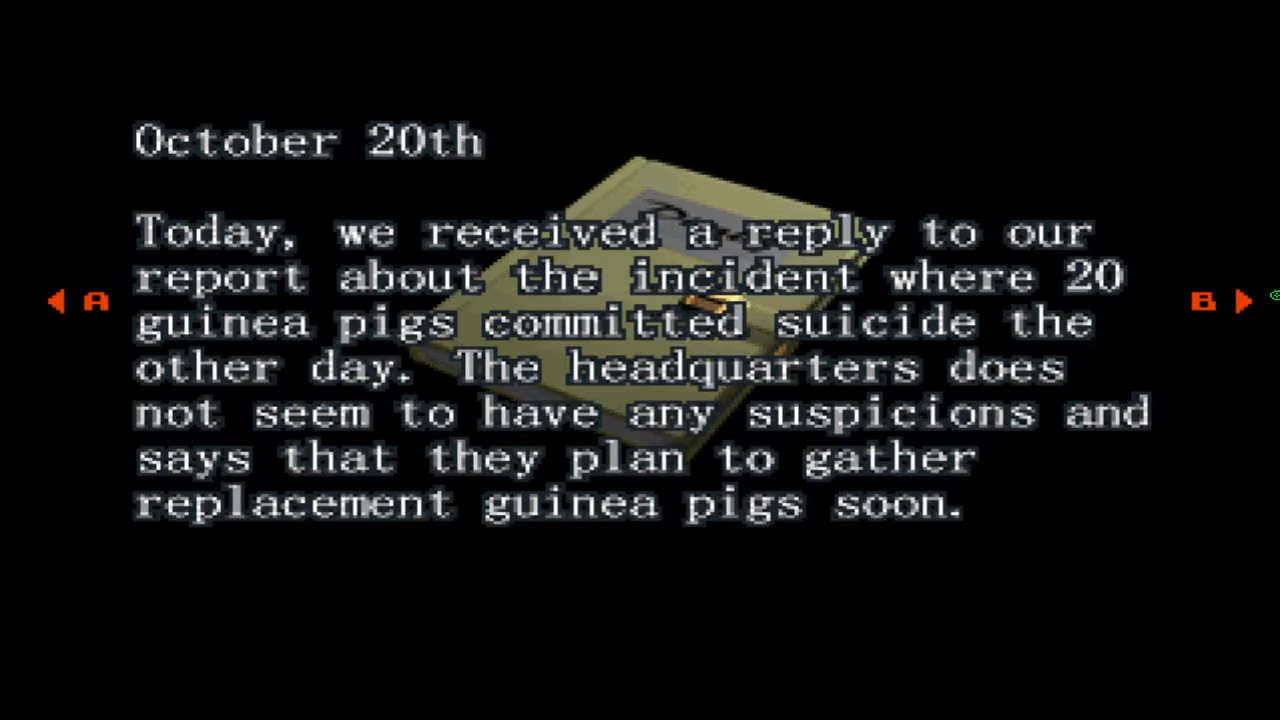 October 20th
Today, we received a reply to our
report about the incident where 20
A
B
guinea pigs committed suicide the
other day. The headquarters does
not seem to have any suspicions and
says that they plan to gather
replacement guinea pigs soon.